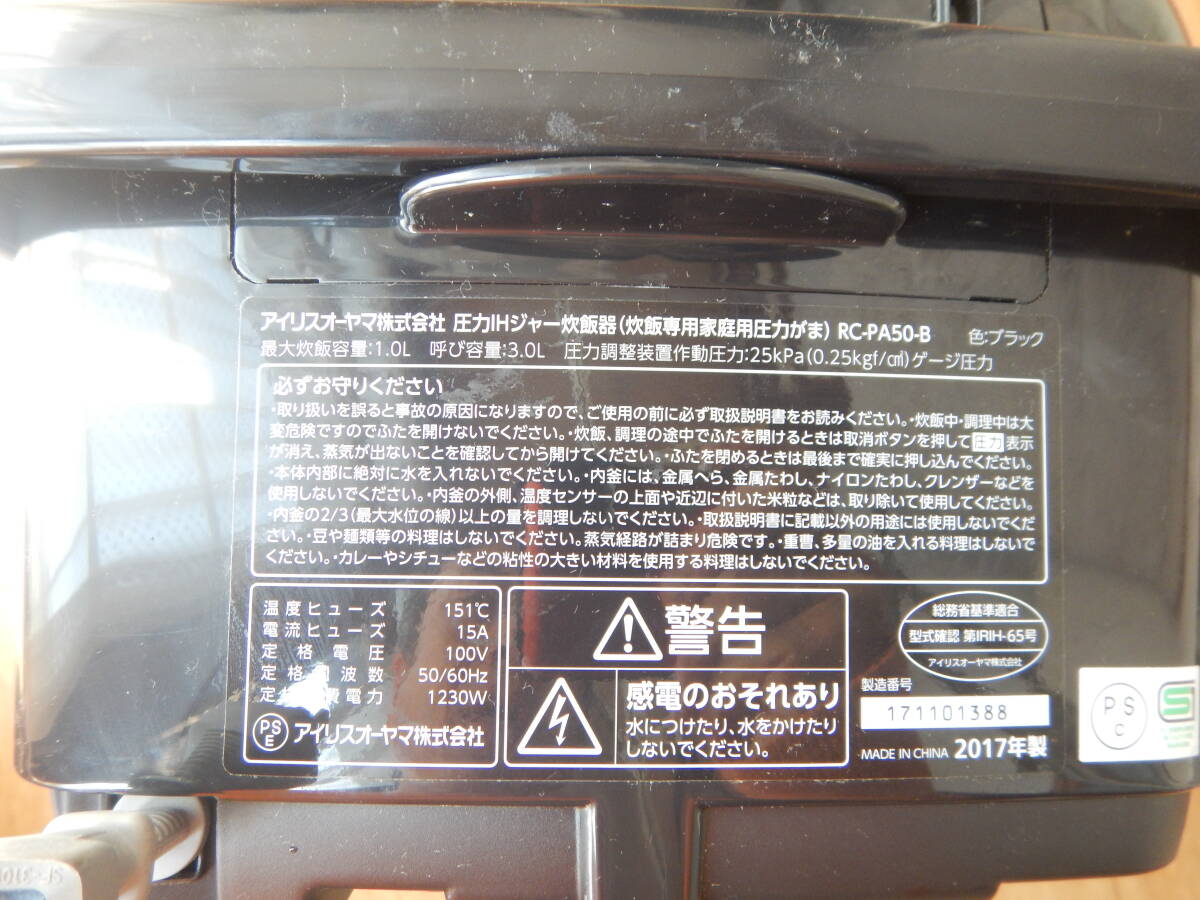 アイリスオーヤマ株式会社 圧力IHジャー炊飯器(炊飯専用家庭用圧力がま) RC-PA50-B 色:ブラック
最大炊飯容量:1.0L 呼び容量:3.0L 圧力調整装置作動圧力:25kPa(0.25kgf/c㎡)ゲージ圧力
必ずお守りください
・取り扱いを誤ると事故の原因になりますので、ご使用の前に必ず取扱説明書をお読みください。・炊飯中・調理中は大
変危険ですのでふたを開けないでください。・炊飯、調理の途中でふたを開けるときは取消ボタンを押して圧力表示
が消え、蒸気が出ないことを確認してから開けてください。・ふたを閉めるときは最後まで確実に押し込んでください。
・本体内部に絶対に水を入れないでください。・内釜には、金属へら、金属たわし、ナイロンたわし、クレンザーなどを
使用しないでください。・内釜の外側、温度センサーの上面や近辺に付いた米粒などは、取り除いて使用してください。
・内釜の2/3(最大水位の線)以上の量を調理しないでください。・取扱説明書に記載以外の用途には使用しないでくだ
さい。・豆や麺類等の料理はしないでください。蒸気経路が詰まり危険です。・重曹、多量の油を入れる料理はしないで
ください。・カレーやシチューなどの粘性の大きい材料を使用する料理はしないでください。
温度ヒューズ 151℃
電流ヒューズ 15A
定格電圧 100V
定格周波数 50/60Hz
定格消費電力 1230W
PSE アイリスオーヤマ株式会社
警告
感電のおそれあり
水につけたり、水をかけたり
しないでください。
総務省基準適合
型式確認 第IRIH-65号
アイリスオーヤマ株式会社
製造番号
171101388
MADE IN CHINA 2017年製
PS
C